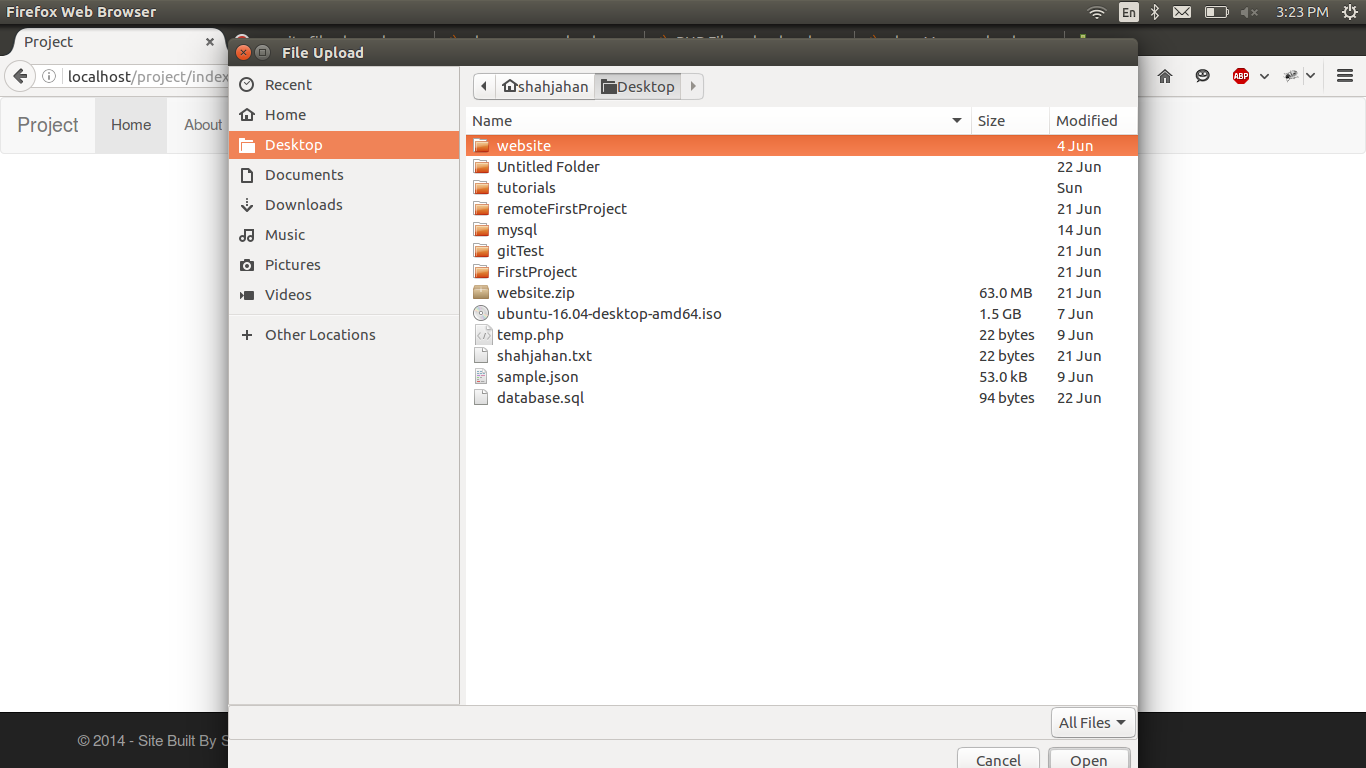 Firefox Web Browser
En
3:23 PM
Project
File Upload
localhost/project/index
ABP
Project
Home
About
Recent
Home
Desktop
Documents
Downloads
Music
Pictures
Videos
Other Locations
shahjahan
Desktop
Name Size Modified
website 4 Jun
Untitled Folder 22 Jun
tutorials Sun
remoteFirstProject 21 Jun
mysql 14 Jun
gitTest 21 Jun
FirstProject 21 Jun
website.zip 63.0 MB 21 Jun
ubuntu-16.04-desktop-amd64.iso 1.5 GB 7 Jun
temp.php 22 bytes 9 Jun
shahjahan.txt 22 bytes 21 Jun
sample.json 53.0 kB 9 Jun
database.sql 94 bytes 22 Jun
All Files
© 2014 - Site Built By S
Cancel
Open